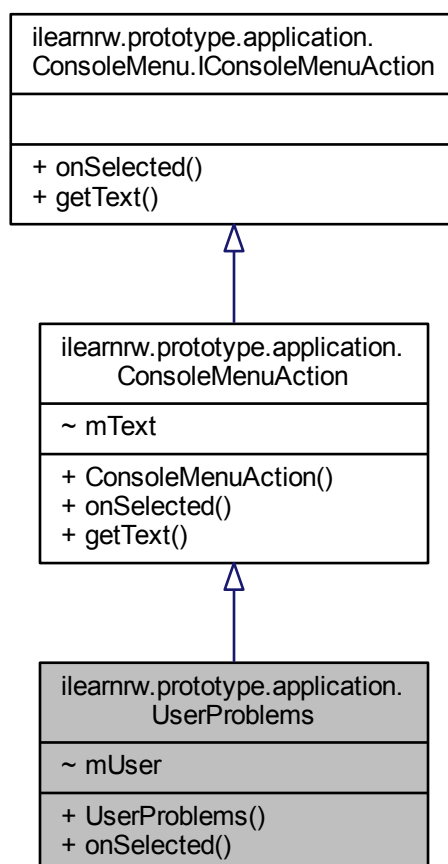 ilearnrw.prototype.application.
ConsoleMenu.IConsoleMenuAction
+ onSelected()
+ getText()
ilearnrw.prototype.application.
ConsoleMenuAction
~ mText
+ ConsoleMenuAction()
+ onSelected()
+ getText()
ilearnrw.prototype.application.
UserProblems
~ mUser
+ UserProblems()
+ onSelected()